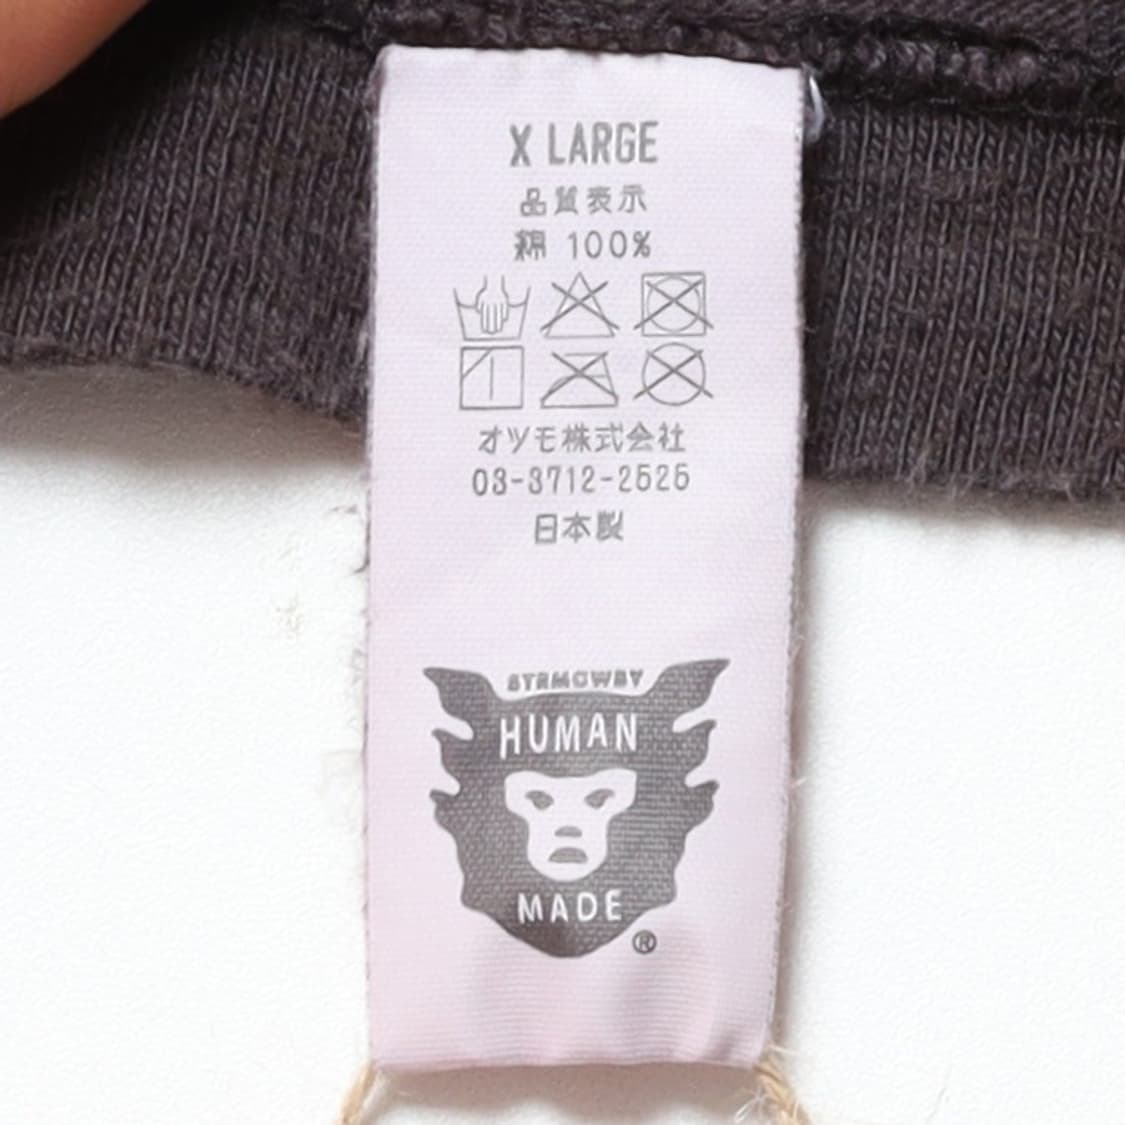 X LARGE
品質表示
綿 100%
オツモ株式会社
03-3712-2525
日本製
STRMCWBY
HUMAN
MADE
®